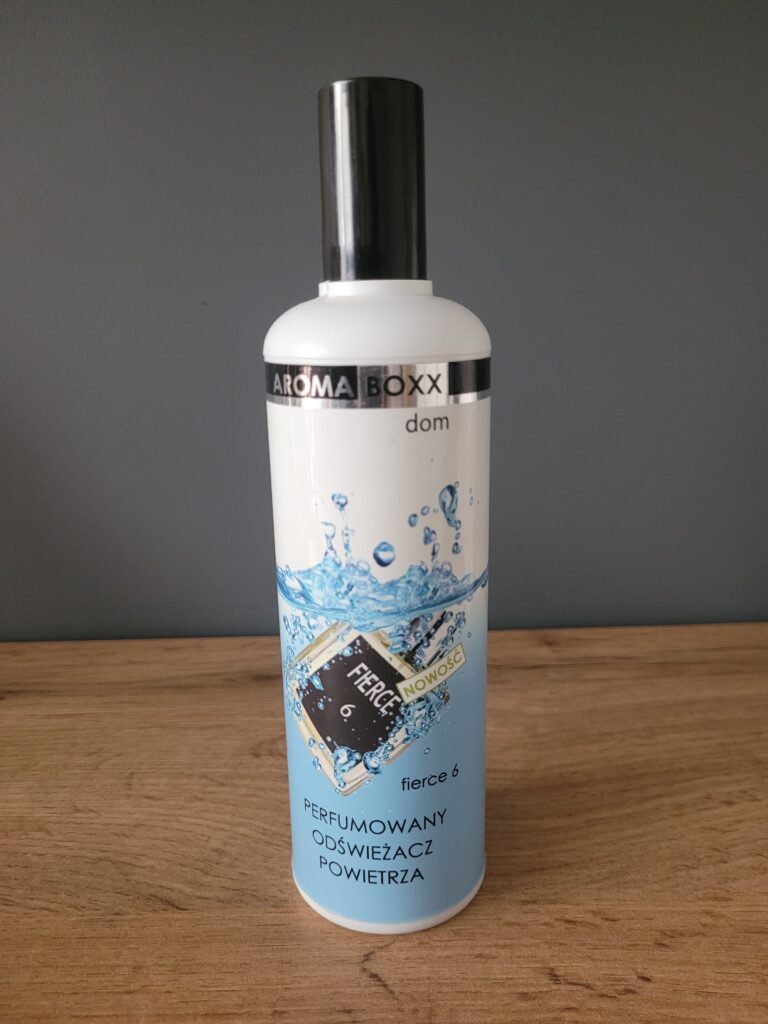 AROMA BOXX
dom
FIERCE
6
NOWOŚĆ
fierce 6
PERFUMOWANY
ODŚWIEŻACZ
POWIETRZA